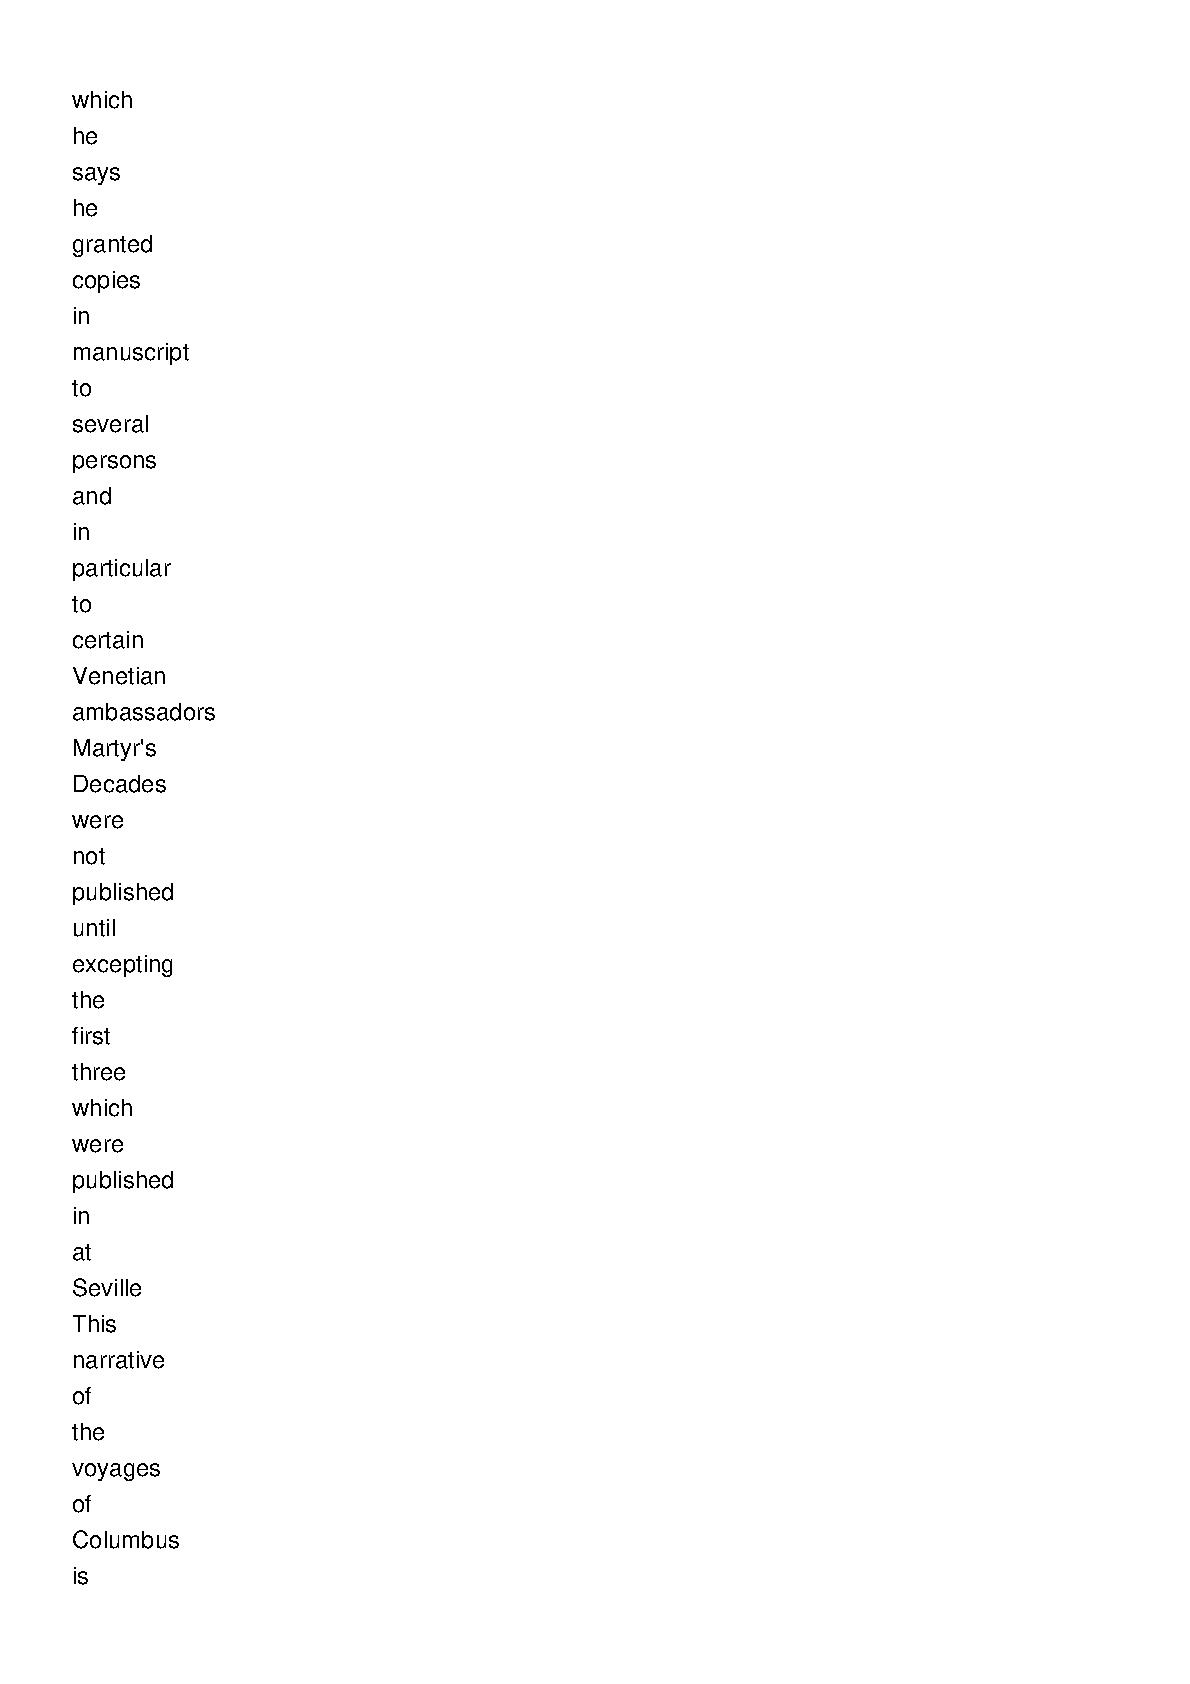 which
he
says
he
granted
copies
in
manuscript
to
several
persons
and
in
particular
to
certain
Venetian
ambassadors
Martyr's
Decades
were
not
published
until
excepting
the
first
three
which
were
published
in
at
Seville
This
narrative
of
the
voyages
of
Columbus
is